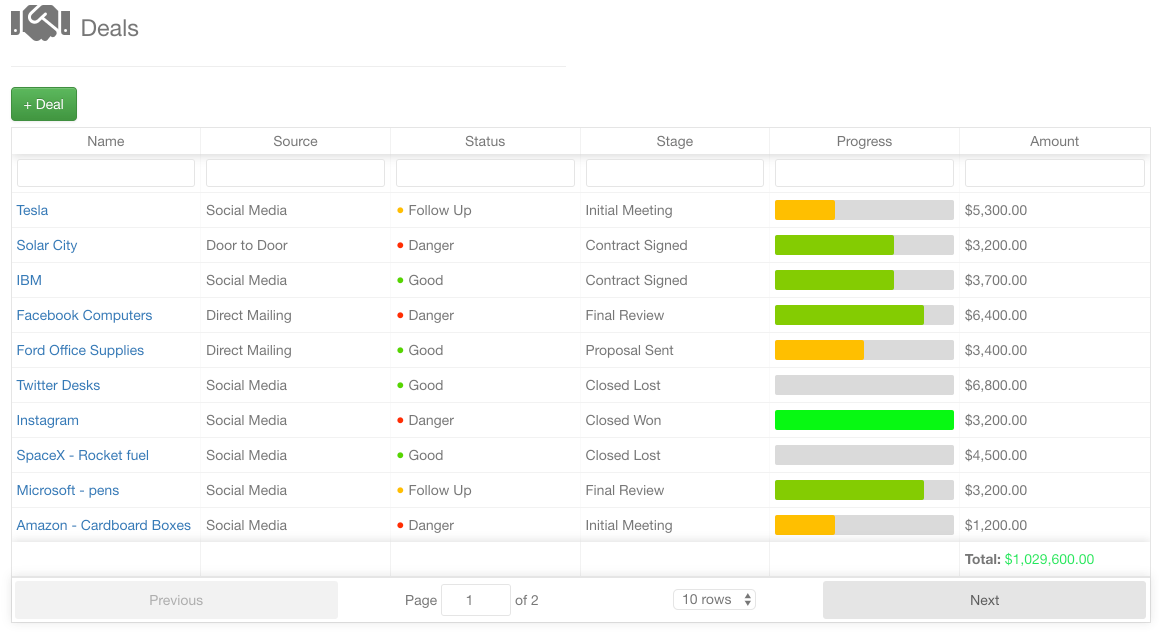 Deals
+ Deal
Name Source Status Stage Progress Amount
Tesla Social Media Follow Up Initial Meeting $5,300.00
Solar City Door to Door Danger Contract Signed $3,200.00
IBM Social Media Good Contract Signed $3,700.00
Facebook Computers Direct Mailing Danger Final Review $6,400.00
Ford Office Supplies Direct Mailing Good Proposal Sent $3,400.00
Twitter Desks Social Media Good Closed Lost $6,800.00
Instagram Social Media Danger Closed Won $3,200.00
SpaceX - Rocket fuel Social Media Good Closed Lost $4,500.00
Microsoft - pens Social Media Follow Up Final Review $3,200.00
Amazon - Cardboard Boxes Social Media Danger Initial Meeting $1,200.00
Total: $1,029,600.00
Previous Page 1 of 2 10 rows Next